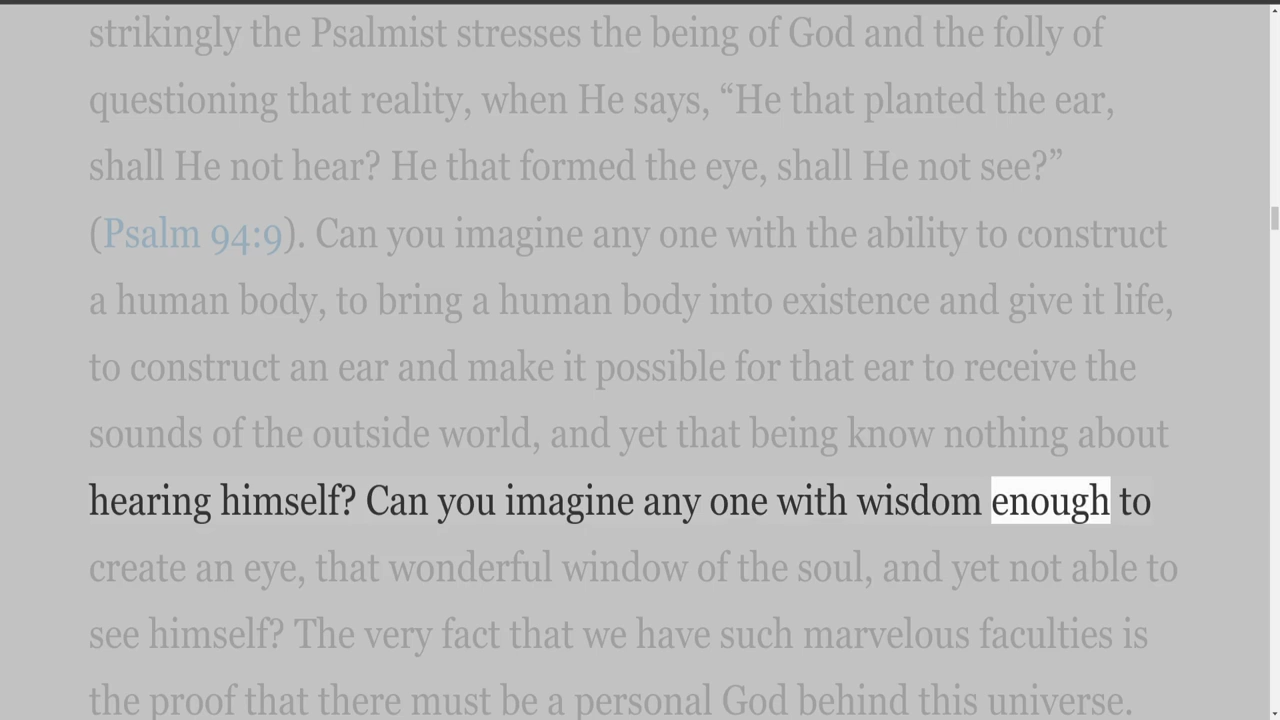 strikingly the Psalmist stresses the being of God and the folly of
questioning that reality, when He says, “He that planted the ear,
shall He not hear? He that formed the eye, shall He not see?”
(Psalm 94:9). Can you imagine any one with the ability to construct
a human body, to bring a human body into existence and give it life,
to construct an ear and make it possible for that ear to receive the
sounds of the outside world, and yet that being know nothing about
hearing himself? Can you imagine any one with wisdom enough to
create an eye, that wonderful window of the soul, and yet not able to
see himself? The very fact that we have such marvelous faculties is
the proof that there must be a personal God behind this universe.